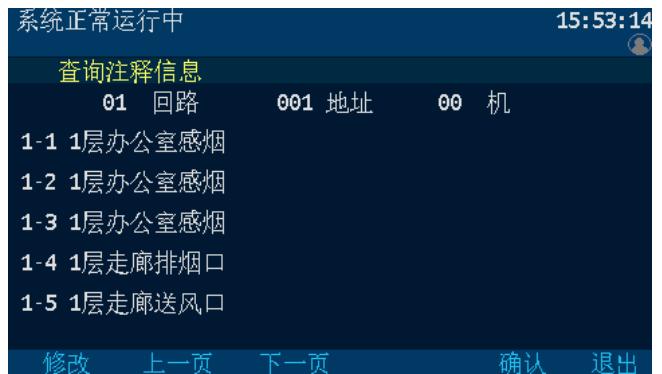 系统正常运行中 15:53:14
查询注释信息
01 回路 001 地址 00 机
1-1 1层办公室感烟
1-2 1层办公室感烟
1-3 1层办公室感烟
1-4 1层走廊排烟口
1-5 1层走廊送风口
修改 上一页 下一页 确认 退出